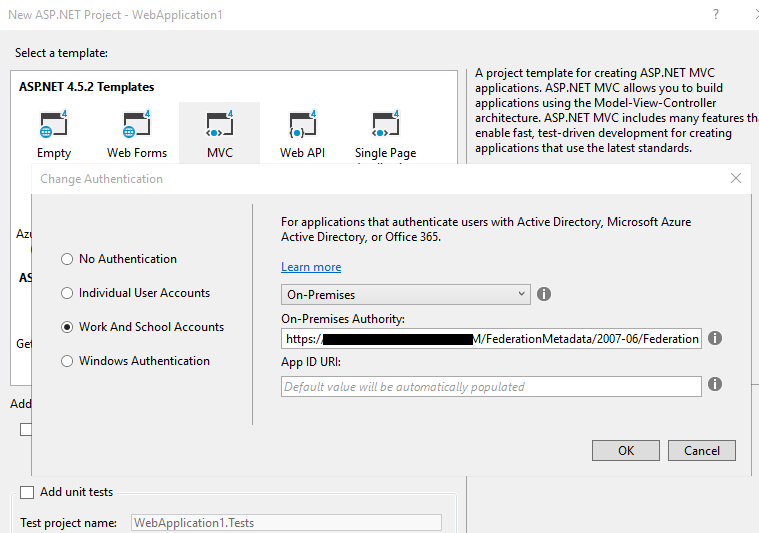 New ASP.NET Project - WebApplication1
?
Select a template:
ASP.NET 4.5.2 Templates
4
4
4
4
4
Empty
Web Forms
MVC
Web API
Single Page
A project template for creating ASP.NET MVC
applications. ASP.NET MVC allows you to build
applications using the Model-View-Controller
architecture. ASP.NET MVC includes many features tha
enable fast, test-driven development for creating
applications that use the latest standards.
Change Authentication
For applications that authenticate users with Active Directory, Microsoft Azure
Active Directory, or Office 365.
Learn more
No Authentication
Individual User Accounts
Work And School Accounts
Windows Authentication
On-Premises
On-Premises Authority:
https:/ M/FederationMetadata/2007-06/Federation
App ID URI:
Default value will be automatically populated
OK
Cancel
Azu
AS
Get
Add
Add unit tests
Test project name:
WebApplication1.Tests